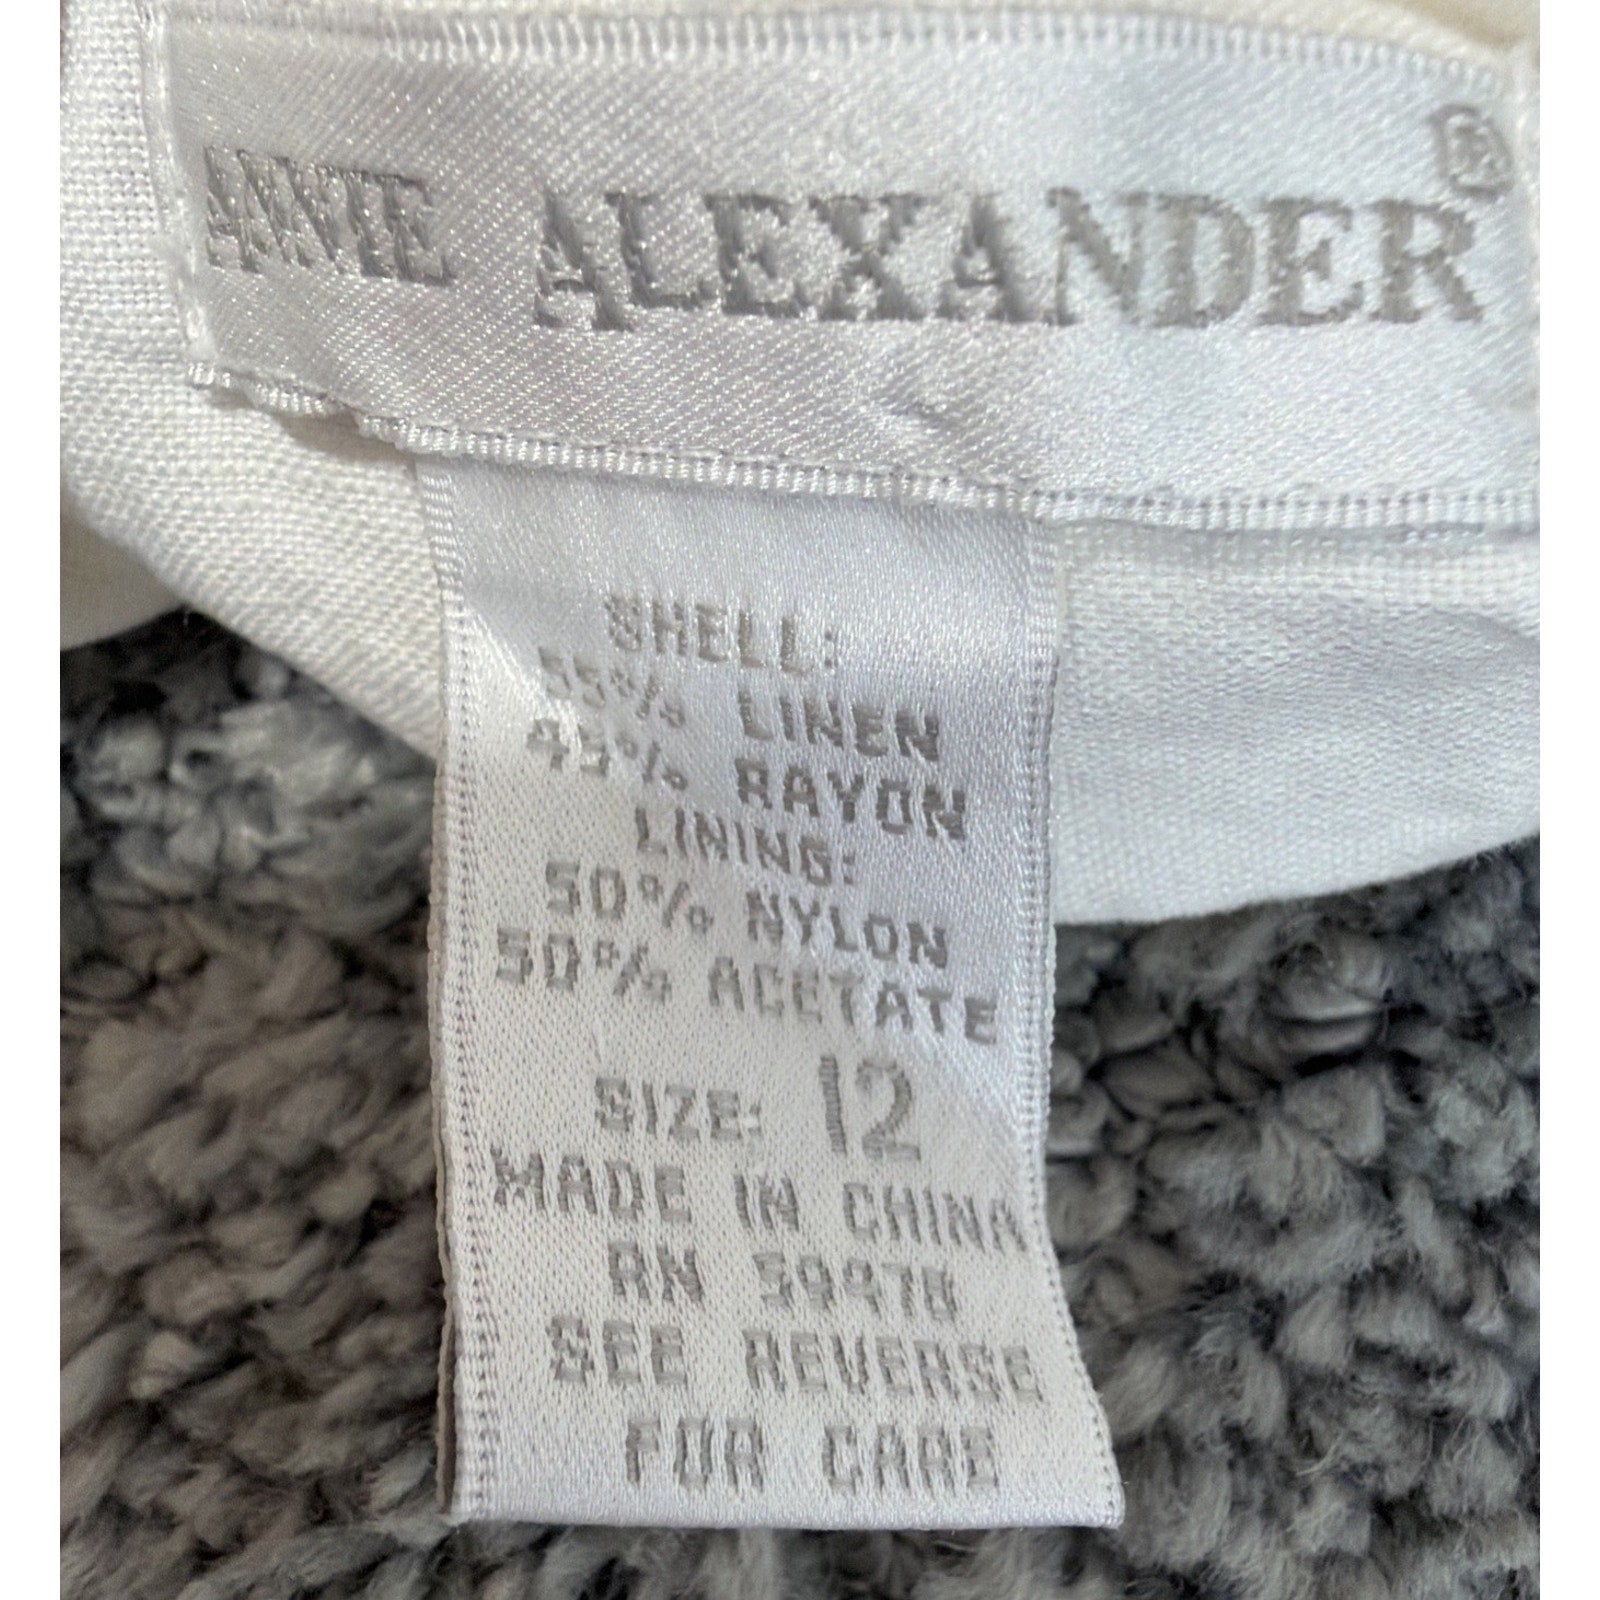 ANNE ALEXANDER®
SHELL:
55% LINEN
45% RAYON
LINING:
50% NYLON
50% ACETATE
SIZE: 12
MADE IN CHINA
RN
SEE REVERSE
FOR CARE